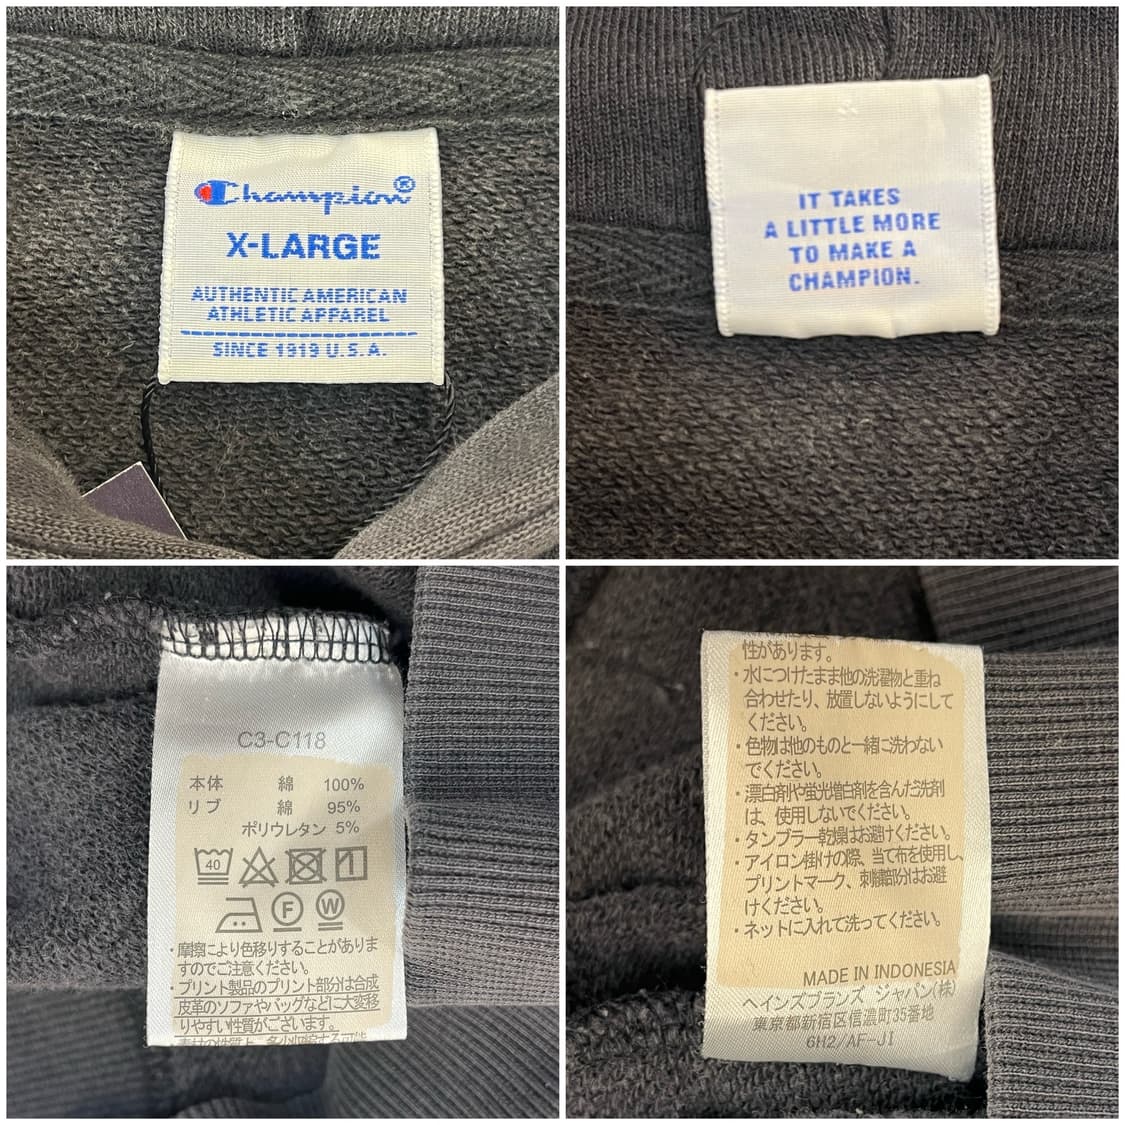 Champion®
X-LARGE
AUTHENTIC AMERICAN
ATHLETIC APPAREL
SINCE 1919 U.S.A.
IT TAKES
A LITTLE MORE
TO MAKE A
CHAMPION.
C3-C118
本体 綿 100%
リブ 綿 95%
ポリウレタン 5%
40
F
W
・摩擦により色移りすることがありま
すのでご注意ください。
・プリント製品のプリント部分は合成
皮革のソファやバッグなどに大変移
りやすい性質がございます。
性があります。
・水につけたまま他の洗濯物と重ね
合わせたり、放置しないようにして
ください。
・色物は他のものと一緒に洗わない
でください。
・漂白剤や蛍光増白剤を含んだ洗剤
は、使用しないでください。
・タンブラー乾燥はお避けください。
・アイロン掛けの際、当て布を使用し、
プリントマーク、刺繍部分はお避
けください。
・ネットに入れて洗ってください。
MADE IN INDONESIA
ヘインズブランズ ジャパン(株)
東京都新宿区信濃町35番地
6H2/AF-JI